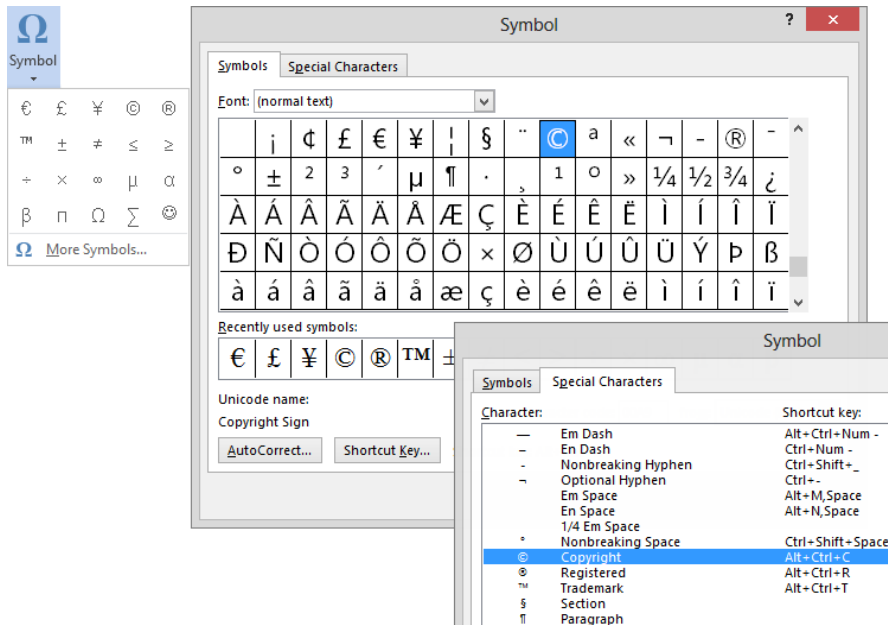 Ω
Symbol
€ £ ¥ © ®
™ ± ≠ ≤ ≥
÷ × ∞ µ α
β π Ω ∑ ☺
Ω More Symbols...
Symbol
? ×
Symbols Special Characters
Font: (normal text)
¡ ¢ £ € ¥ ¦ § ¨ © ª « ¬ - ® ¯
° ± ² ³ ´ µ ¶ · ¸ ¹ º » ¼ ½ ¾ ¿
À Á Â Ã Ä Å Æ Ç È É Ê Ë Ì Í Î Ï
Ð Ñ Ò Ó Ô Õ Ö × Ø Ù Ú Û Ü Ý Þ ß
à á â ã ä å æ ç è é ê ë ì í î ï
Recently used symbols:
€ £ ¥ © ® ™ ±
Unicode name:
Copyright Sign
AutoCorrect... Shortcut Key...
Symbol
Symbols Special Characters
Character: Shortcut key:
— Em Dash Alt+Ctrl+Num -
– En Dash Ctrl+Num -
- Nonbreaking Hyphen Ctrl+Shift+_
¬ Optional Hyphen Ctrl+-
Em Space Alt+M,Space
En Space Alt+N,Space
1/4 Em Space
° Nonbreaking Space Ctrl+Shift+Space
© Copyright Alt+Ctrl+C
® Registered Alt+Ctrl+R
™ Trademark Alt+Ctrl+T
§ Section
¶ Paragraph